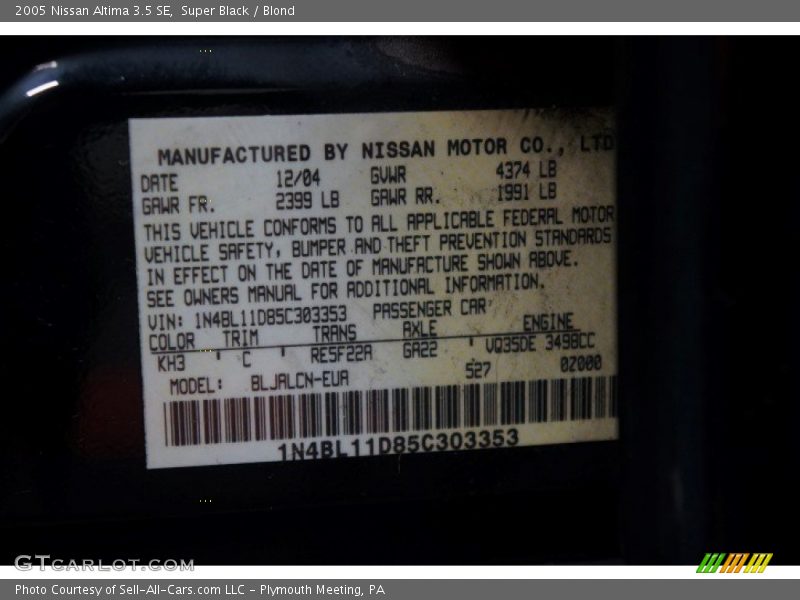 2005 Nissan Altima 3.5 SE, Super Black / Blond
MANUFACTURED BY NISSAN MOTOR CO., LTD
DATE 12/04 GVWR 4374 LB
GAWR FR. 2399 LB GAWR RR. 1991 LB
THIS VEHICLE CONFORMS TO ALL APPLICABLE FEDERAL MOTOR
VEHICLE SAFETY, BUMPER AND THEFT PREVENTION STANDARDS
IN EFFECT ON THE DATE OF MANUFACTURE SHOWN ABOVE.
SEE OWNERS MANUAL FOR ADDITIONAL INFORMATION.
VIN: 1N4BL11D85C303353 PASSENGER CAR
COLOR TRIM TRANS AXLE ENGINE
KH3 C RE5F22A GA22 VQ35DE 3498CC
527 02000
MODEL: BLJALCN-EUA
1N4BL11D85C303353
GTcarlot.com
Photo Courtesy of Sell-All-Cars.com LLC - Plymouth Meeting, PA